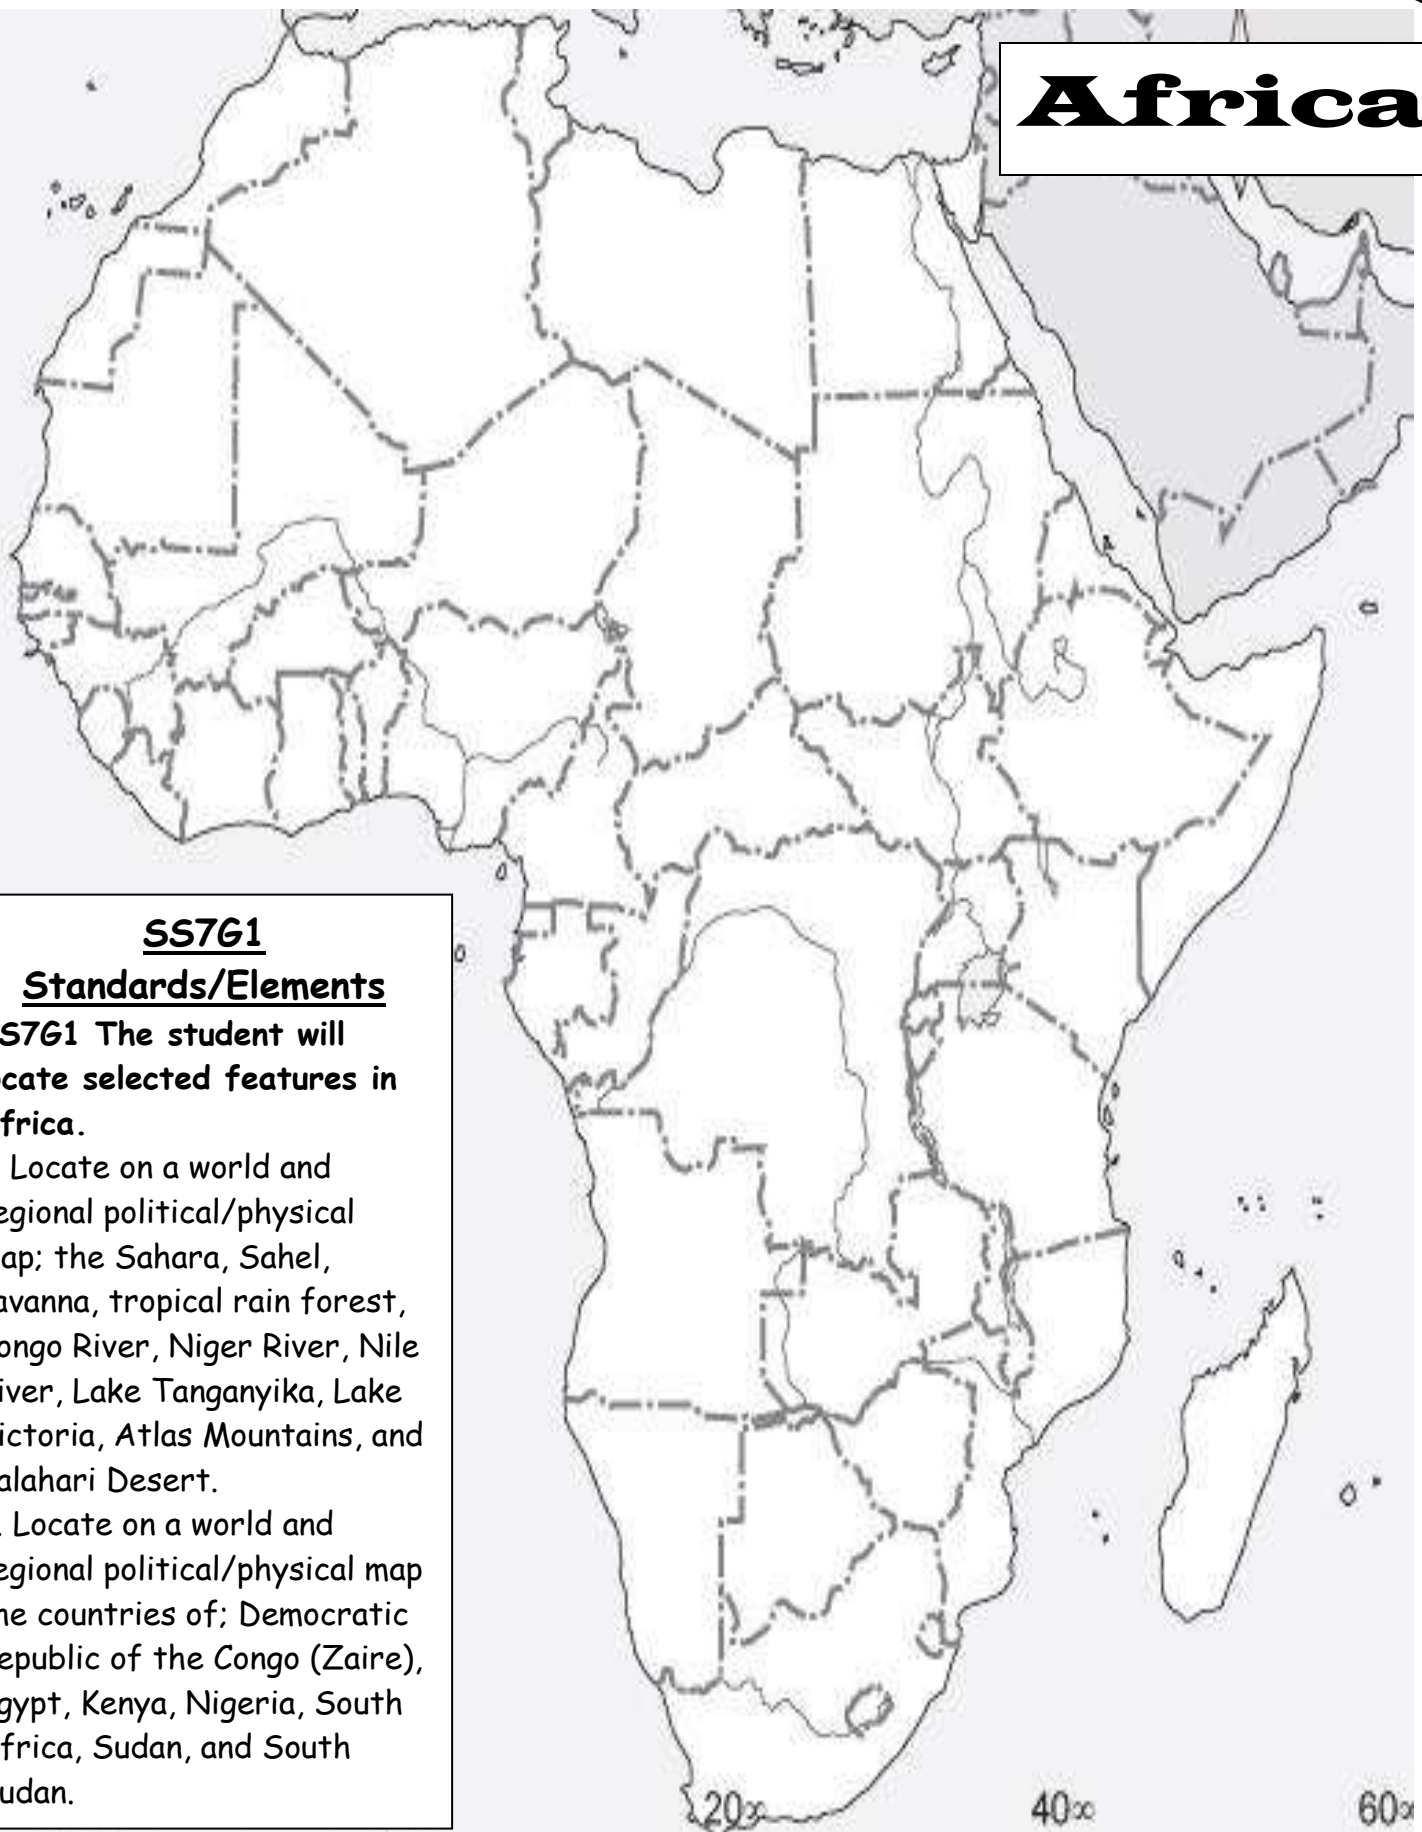 Africa
SS7G1
Standards/Elements
S7G1 The student will
cate selected features in
frica.
Locate on a world and
egional political/physical
ap; the Sahara, Sahel,
avanna, tropical rain forest,
ongo River, Niger River, Nile
iver, Lake Tanganyika, Lake
ictoria, Atlas Mountains, and
alahari Desert.
. Locate on a world and
egional political/physical map
he countries of; Democratic
epublic of the Congo (Zaire),
gypt, Kenya, Nigeria, South
frica, Sudan, and South
udan.
20∞ 40∞ 60∞